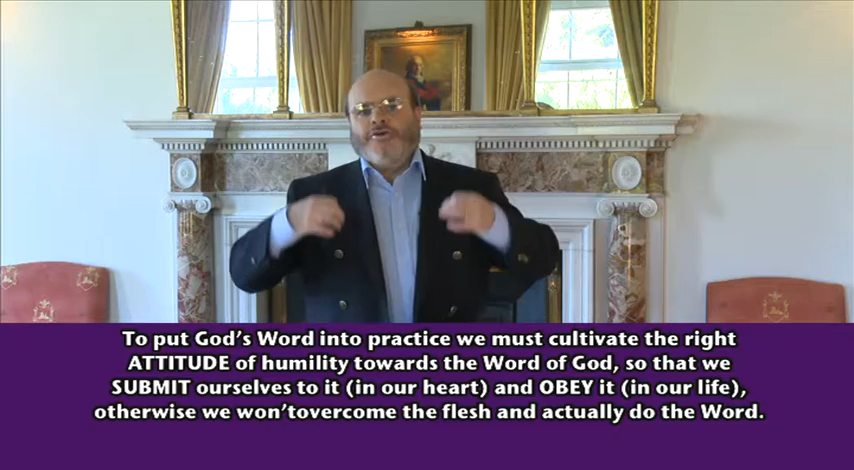 To put God's Word into practice we must cultivate the right
ATTITUDE of humility towards the Word of God, so that we
SUBMIT ourselves to it (in our heart) and OBEY it (in our life),
otherwise we won'tovercome the flesh and actually do the Word.